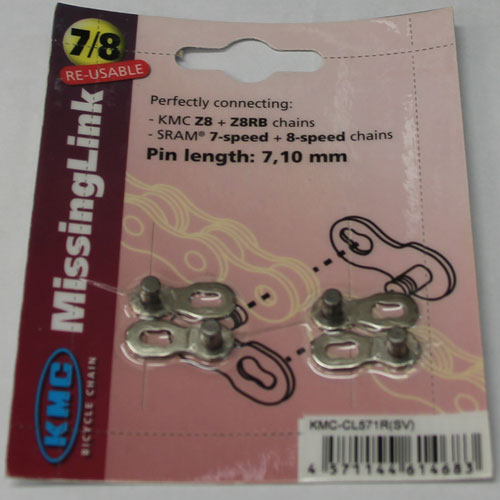 7/8
RE-USABLE
Perfectly connecting:
- KMC Z8 + Z8RB chains
- SRAM® 7-speed + 8-speed chains
Pin length: 7,10 mm
MissingLink
KMC
BICYCLE CHAIN
KMC-CL571R(SV)
4 571144 614683